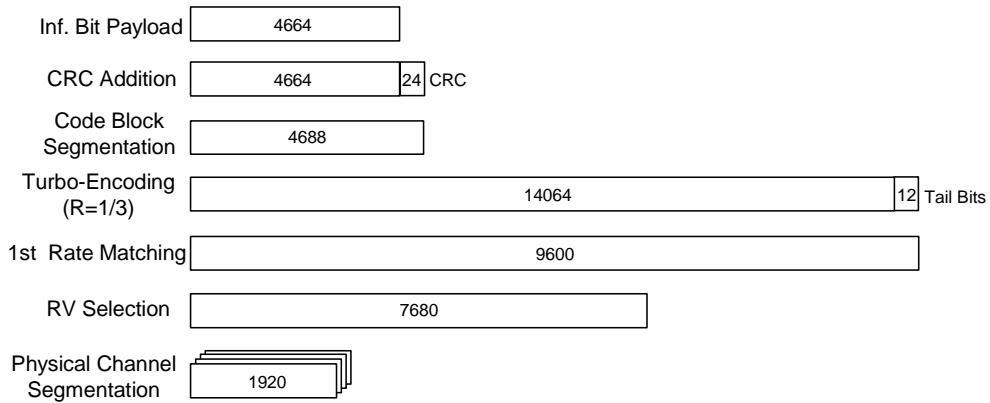 Inf. Bit Payload 4664
CRC Addition 4664 24 CRC
Code Block
Segmentation 4688
Turbo-Encoding
(R=1/3) 14064 12 Tail Bits
1st Rate Matching 9600
RV Selection 7680
Physical Channel
Segmentation 1920